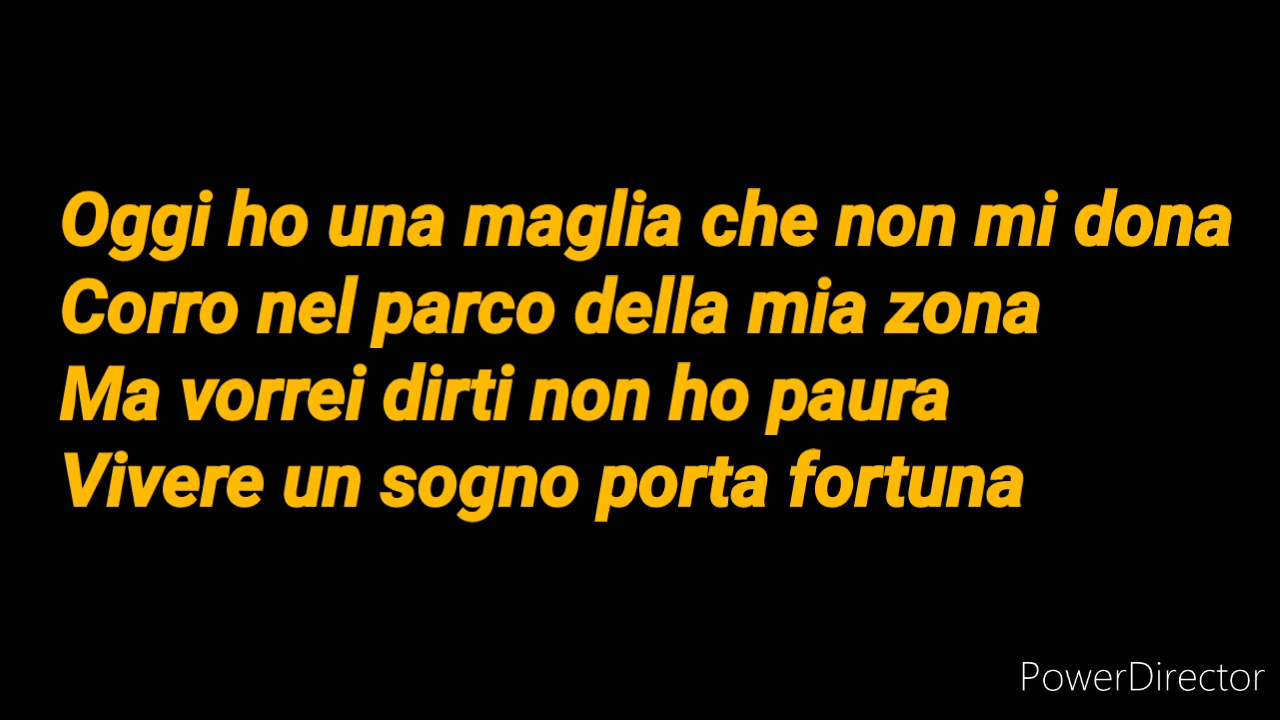 Oggi ho una maglia che non mi dona
Corro nel parco della mia zona
Ma vorrei dirti non ho paura
Vivere un sogno porta fortuna
PowerDirector